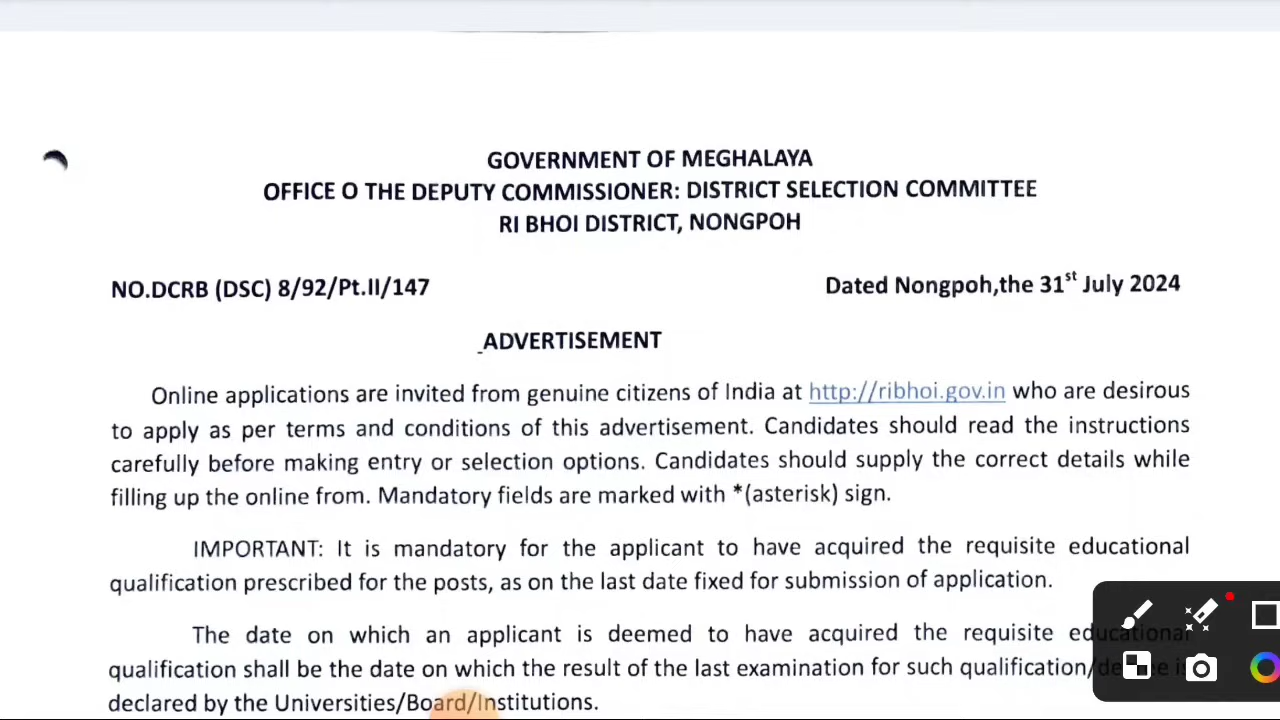 GOVERNMENT OF MEGHALAYA
OFFICE O THE DEPUTY COMMISSIONER: DISTRICT SELECTION COMMITTEE
RI BHOI DISTRICT, NONGPOH
NO.DCRB (DSC) 8/92/Pt.II/147 Dated Nongpoh,the 31st July 2024
ADVERTISEMENT
Online applications are invited from genuine citizens of India at http://ribhoi.gov.in who are desirous
to apply as per terms and conditions of this advertisement. Candidates should read the instructions
carefully before making entry or selection options. Candidates should supply the correct details while
filling up the online from. Mandatory fields are marked with *(asterisk) sign.
IMPORTANT: It is mandatory for the applicant to have acquired the requisite educational
qualification prescribed for the posts, as on the last date fixed for submission of application.
The date on which an applicant is deemed to have acquired the requisite educational
qualification shall be the date on which the result of the last examination for such qualification/degree is
declared by the Universities/Board/Institutions.